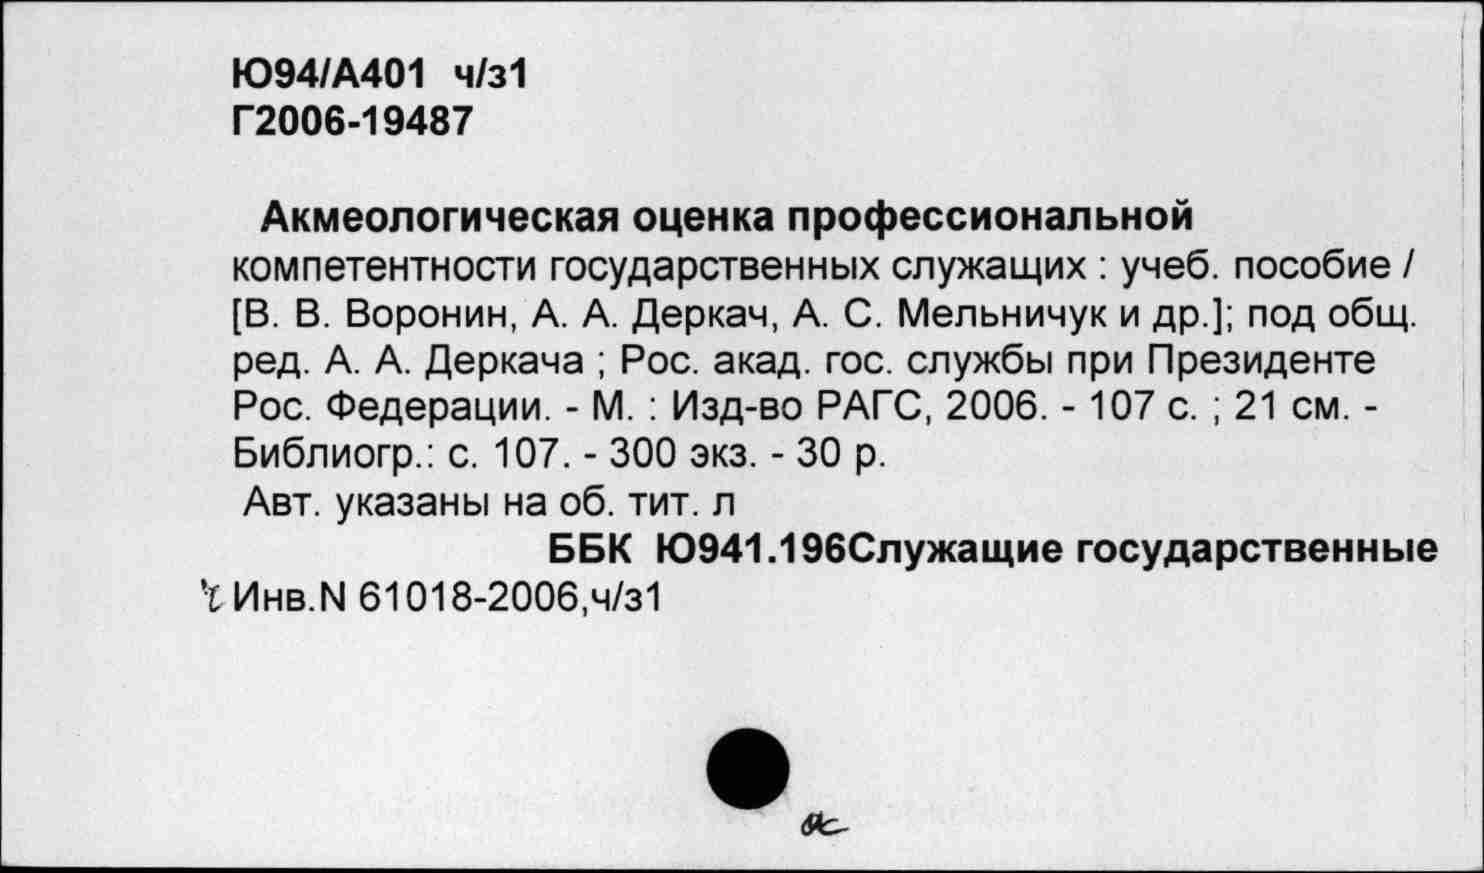 Ю94/А401 ч/з1
Г2006-19487
Акмеологическая оценка профессиональной
компетентности государственных служащих : учеб. пособие /
[В. В. Воронин, А. А. Деркач, А. С. Мельничук и др.]; под общ.
ред. А. А. Деркача ; Рос. акад. гос. службы при Президенте
Рос. Федерации. - М. : Изд-во РАГС, 2006. - 107 с. ; 21 см. -
Библиогр.: с. 107. - 300 экз. - 30 р.
Авт. указаны на об. тит. л
ББК Ю941.196Служащие государственные
Инв.N 61018-2006,ч/з1